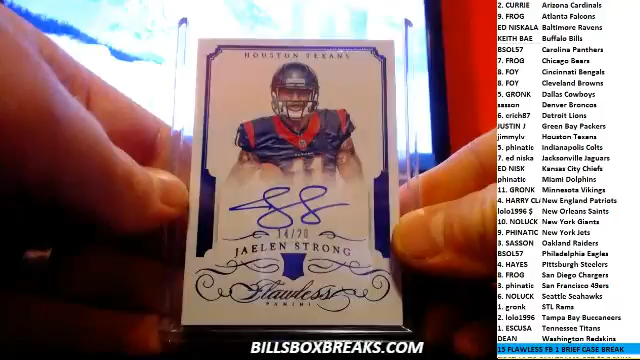 HOUSTON TEXANS
14/20
JAELEN STRONG
Flawless
PANINI
BILLSBOXBREAKS.COM
2. CURRIE Arizona Cardinals
9. FROG Atlanta Falcons
ED NISKALA Baltimore Ravens
KEITH BAE Buffalo Bills
BSOL57 Carolina Panthers
7. FROG Chicago Bears
8. FOY Cincinnati Bengals
8. FOY Cleveland Browns
5. GRONK Dallas Cowboys
sasson Denver Broncos
6. crich87 Detroit Lions
JUSTIN J Green Bay Packers
jimmylv Houston Texans
5. phinatic Indianapolis Colts
7. ed niska Jacksonville Jaguars
ED NISK Kansas City Chiefs
phinatic Miami Dolphins
11. GRONK Minnesota Vikings
4. HARRY CL New England Patriots
lolo1996 $ New Orleans Saints
10. NOLUCK New York Giants
9. PHINATIC New York Jets
3. SASSON Oakland Raiders
BSOL57 Philadelphia Eagles
4. HAYES Pittsburgh Steelers
8. FROG San Diego Chargers
3. phinatic San Francisco 49ers
6. NOLUCK Seattle Seahawks
1. gronk STL Rams
2. lolo1996 Tampa Bay Buccaneers
1. ESCUSA Tennessee Titans
DEAN Washington Redskins
15 FLAWLESS FB 1 BRIEF CASE BREAK